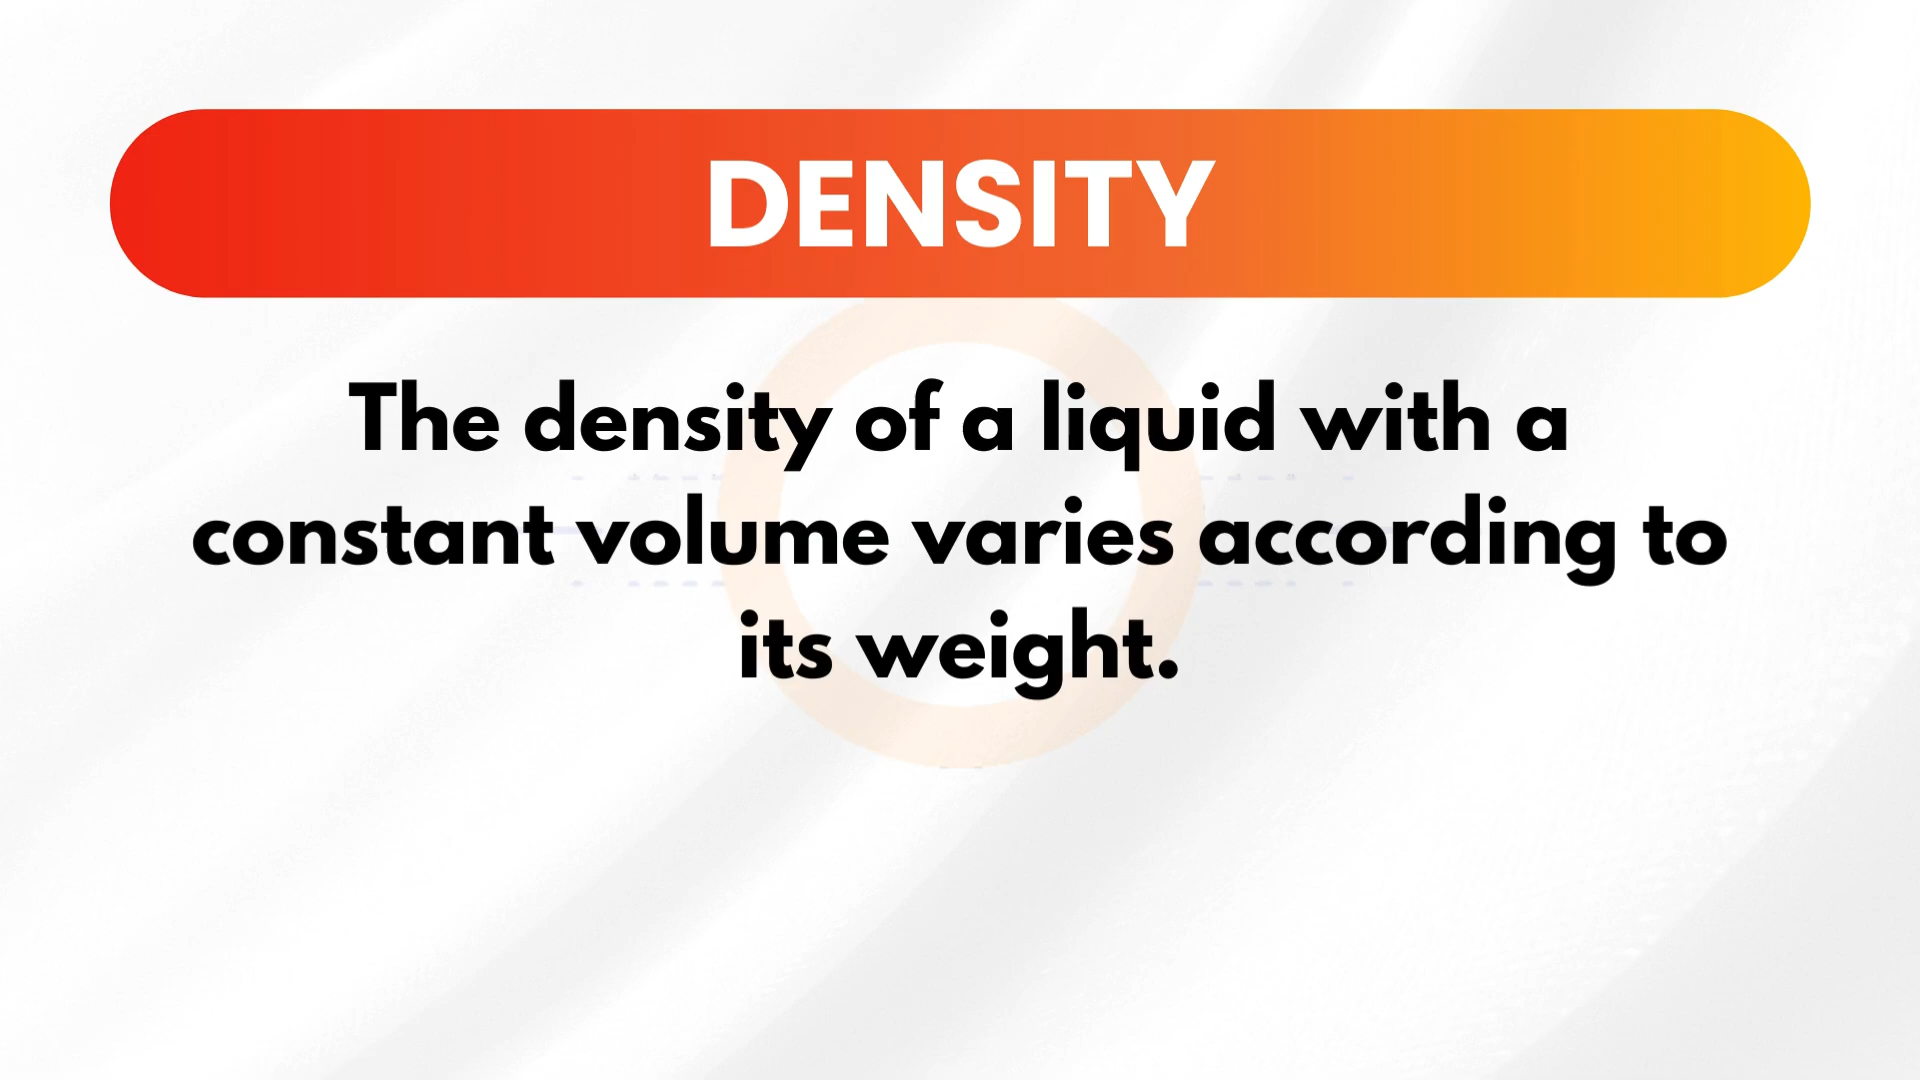 DENSITY
The density of a liquid with a
constant volume varies according to
its weight.